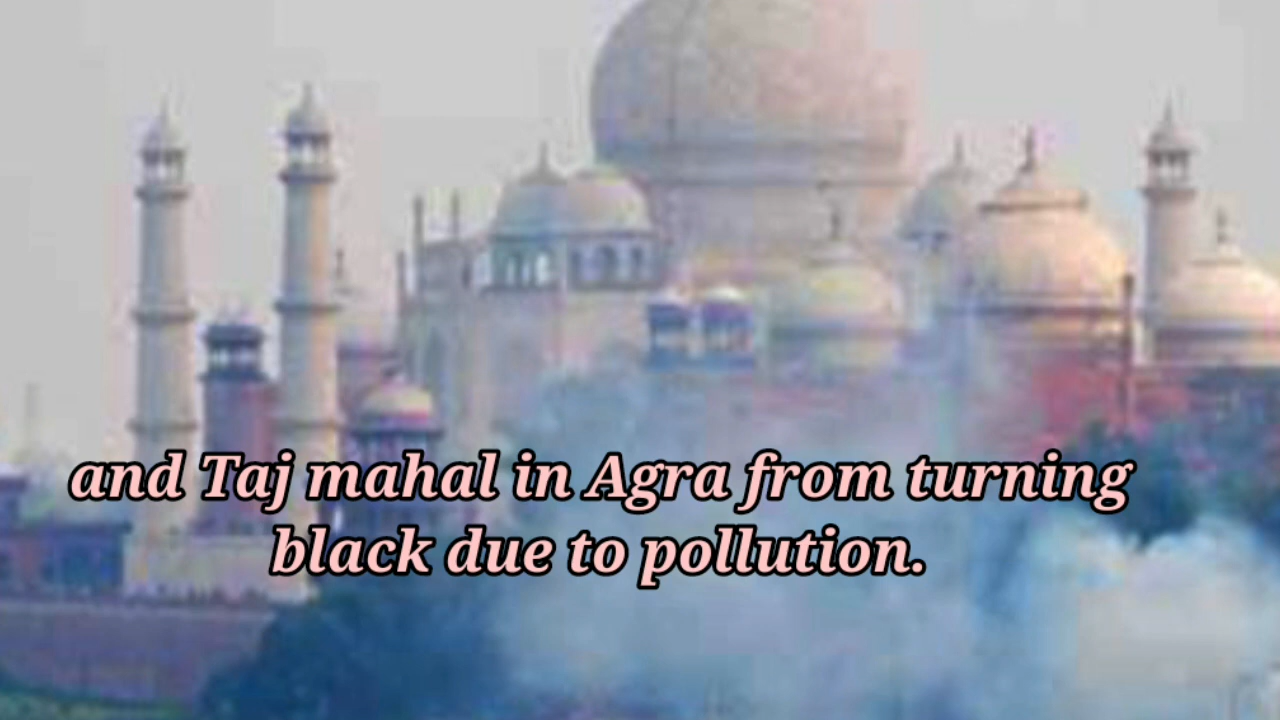 and Taj mahal in Agra from turning
black due to pollution.